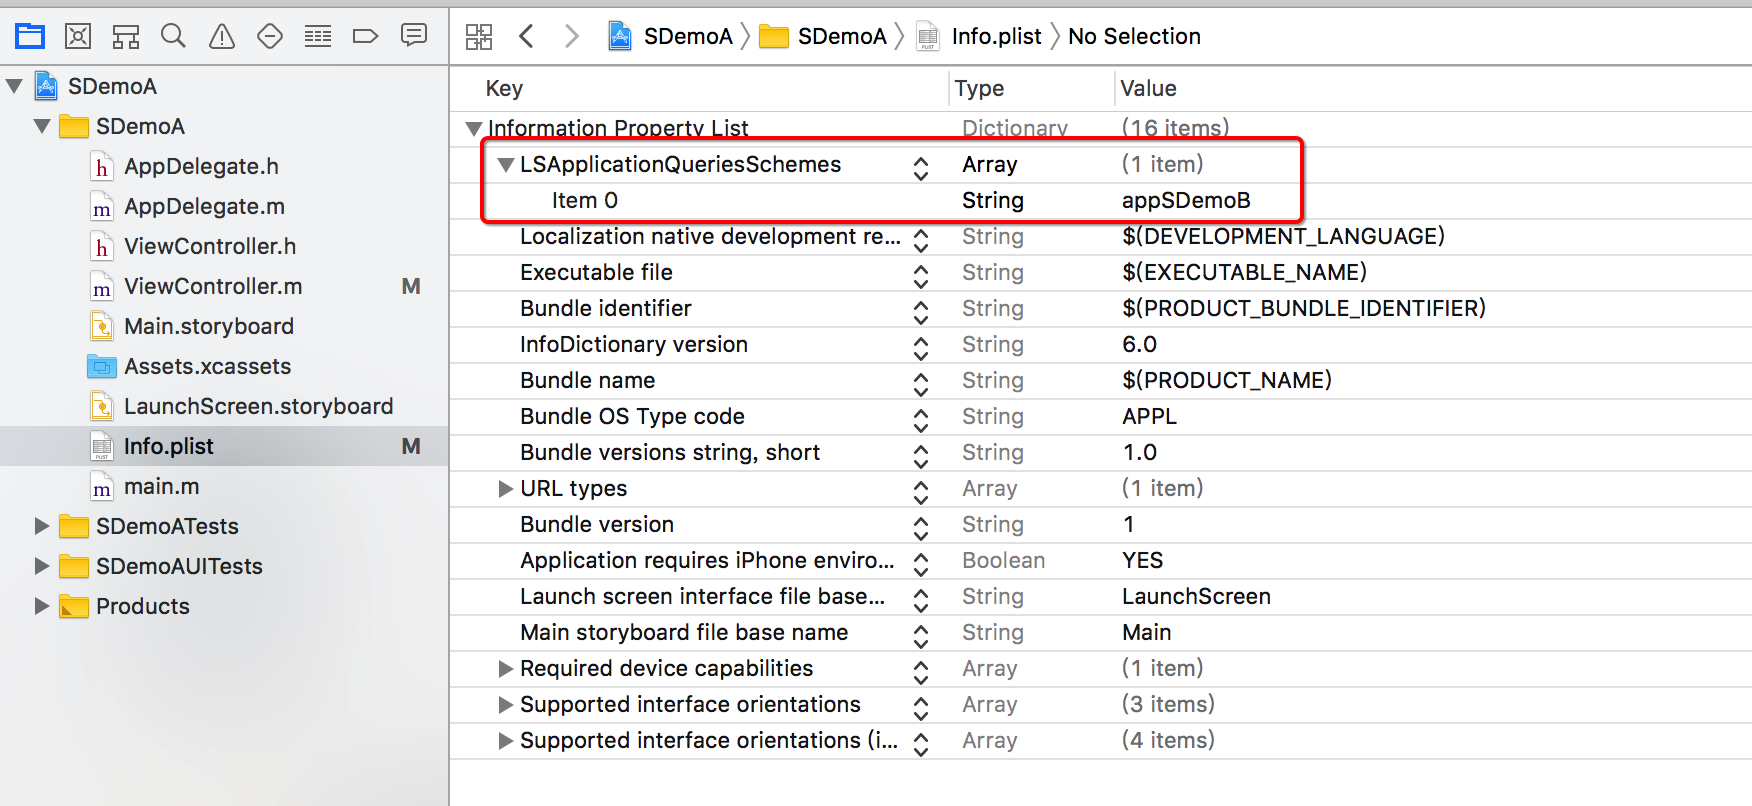 SDemoA SDemoA Info.plist No Selection
SDemoA
SDemoA
h AppDelegate.h
m AppDelegate.m
h ViewController.h
m ViewController.m M
Main.storyboard
Assets.xcassets
LaunchScreen.storyboard
PLIST Info.plist M
m main.m
SDemoATests
SDemoAUITests
Products
Key Type Value
Information Property List Dictionary (16 items)
LSApplicationQueriesSchemes Array (1 item)
Item 0 String appSDemoB
Localization native development re... String $(DEVELOPMENT_LANGUAGE)
Executable file String $(EXECUTABLE_NAME)
Bundle identifier String $(PRODUCT_BUNDLE_IDENTIFIER)
InfoDictionary version String 6.0
Bundle name String $(PRODUCT_NAME)
Bundle OS Type code String APPL
Bundle versions string, short String 1.0
URL types Array (1 item)
Bundle version String 1
Application requires iPhone enviro... Boolean YES
Launch screen interface file base... String LaunchScreen
Main storyboard file base name String Main
Required device capabilities Array (1 item)
Supported interface orientations Array (3 items)
Supported interface orientations (i... Array (4 items)